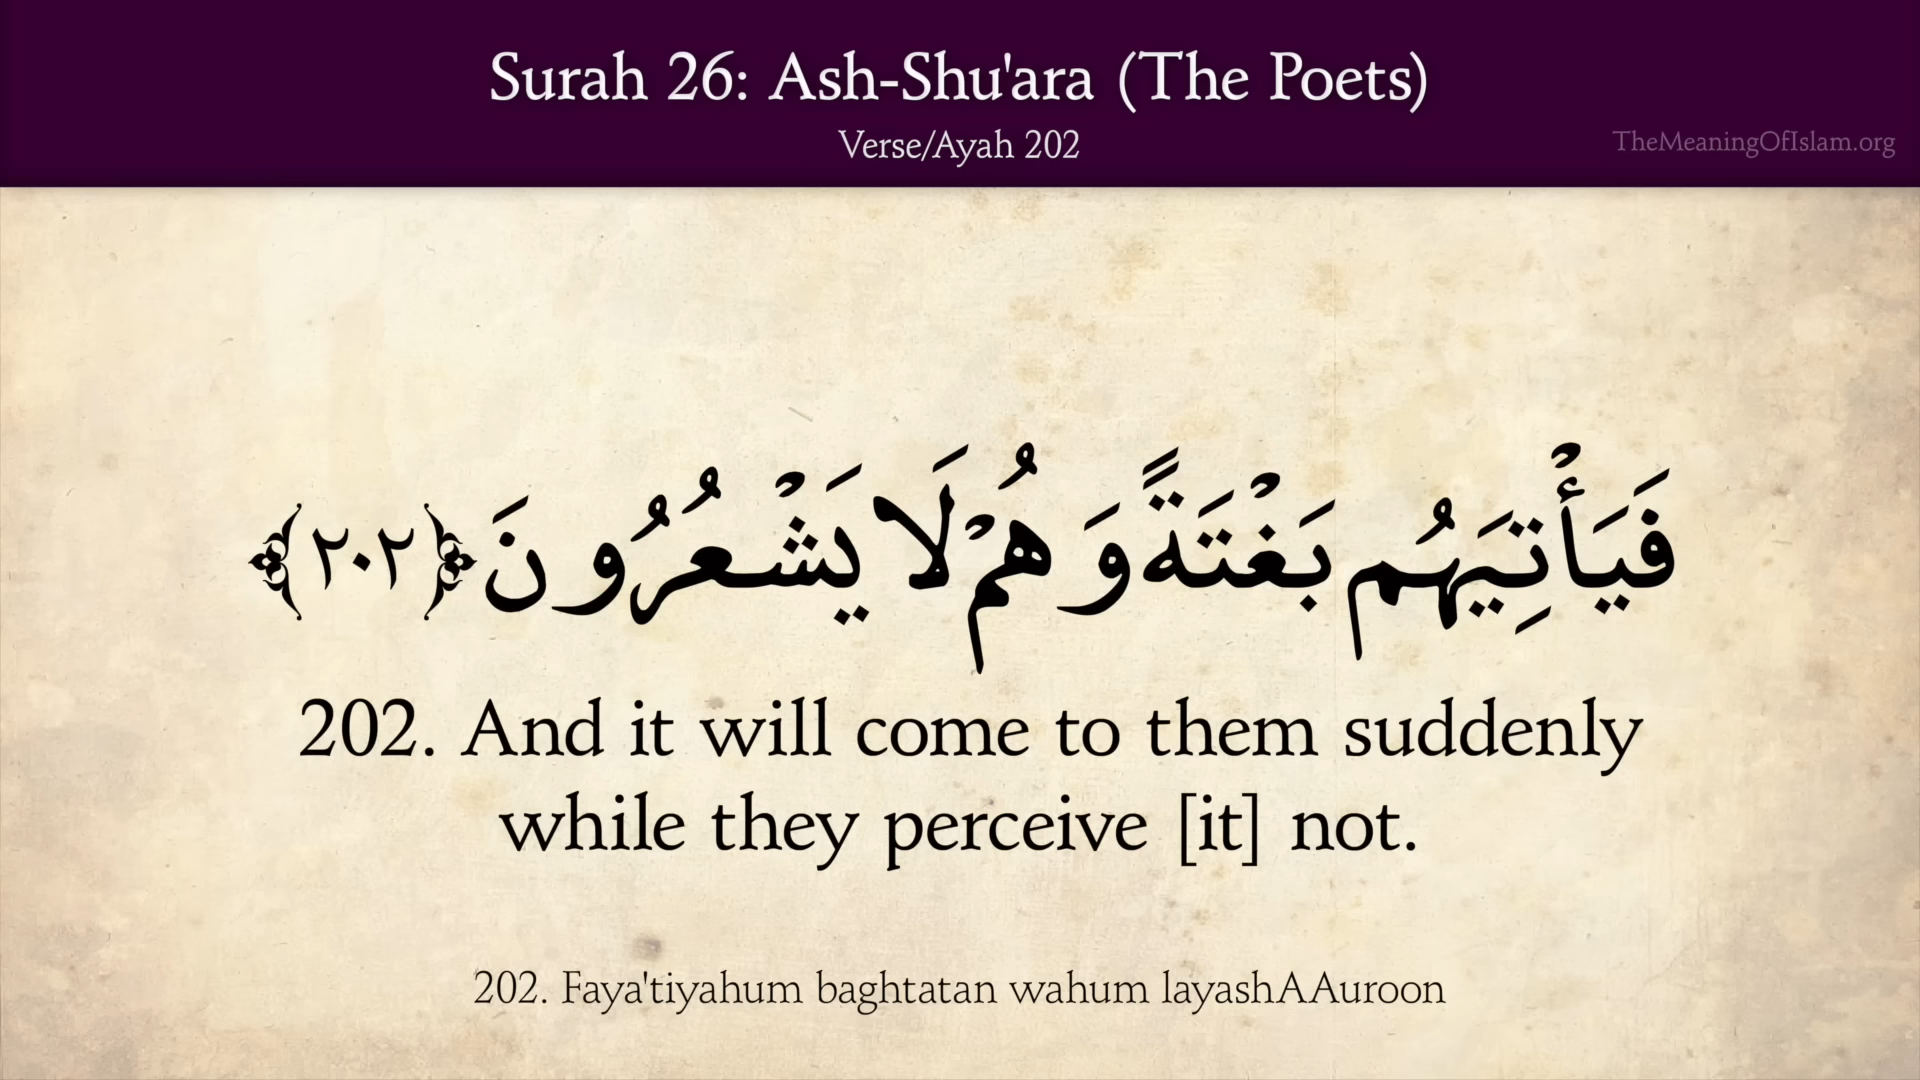 Surah 26: Ash-Shu'ara (The Poets)
Verse/Ayah 202
TheMeaningOfIslam.org
فَيَأْتِيَهُم بَغْتَةً وَهُمْ لَا يَشْعُرُونَ ﴿٢٠٢﴾
202. And it will come to them suddenly
while they perceive [it] not.
202. Faya'tiyahum baghtatan wahum layashAAuroon